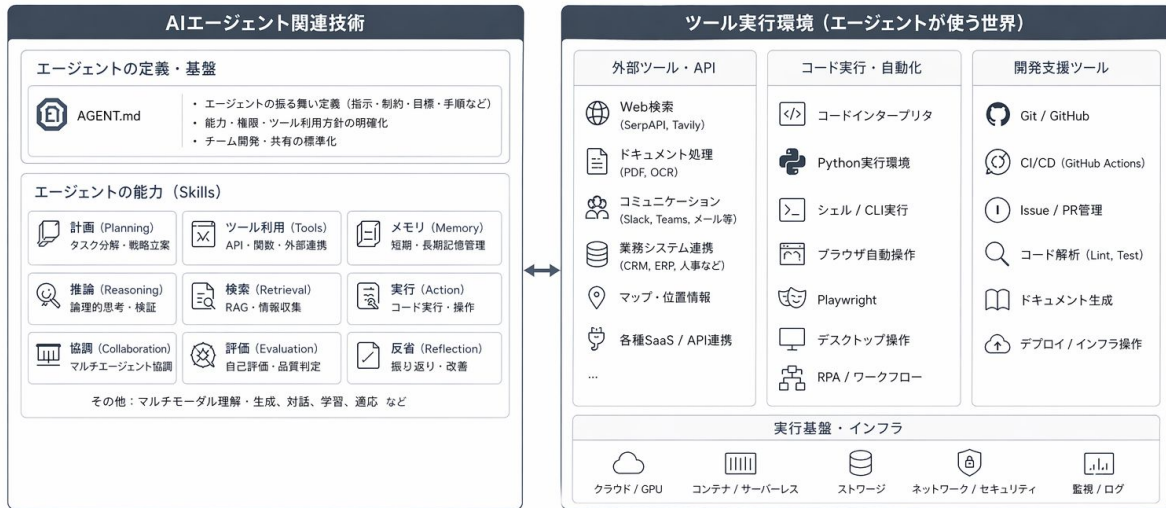 AIエージェント関連技術
エージェントの定義・基盤
AGENT.md
・ エージェントの振る舞い定義（指示・制約・目標・手順など）
・ 能力・権限・ツール利用方針の明確化
・ チーム開発・共有の標準化
エージェントの能力（Skills）
計画（Planning）
タスク分解・戦略立案
ツール利用（Tools）
API・関数・外部連携
メモリ（Memory）
短期・長期記憶管理
推論（Reasoning）
論理的思考・検証
検索（Retrieval）
RAG・情報収集
実行（Action）
コード実行・操作
協調（Collaboration）
マルチエージェント協調
評価（Evaluation）
自己評価・品質判定
反省（Reflection）
振り返り・改善
その他：マルチモーダル理解・生成、対話、学習、適応 など
ツール実行環境（エージェントが使う世界）
外部ツール・API
Web検索
(SerpAPI, Tavily)
ドキュメント処理
(PDF, OCR)
コミュニケーション
(Slack, Teams, メール等)
業務システム連携
(CRM, ERP, 人事など)
マップ・位置情報
各種SaaS / API連携
...
コード実行・自動化
コードインタープリタ
Python実行環境
シェル / CLI実行
ブラウザ自動操作
Playwright
デスクトップ操作
RPA / ワークフロー
開発支援ツール
Git / GitHub
CI/CD（GitHub Actions）
Issue / PR管理
コード解析（Lint, Test）
ドキュメント生成
デプロイ / インフラ操作
実行基盤・インフラ
クラウド / GPU
コンテナ / サーバーレス
ストレージ
ネットワーク / セキュリティ
監視 / ログ